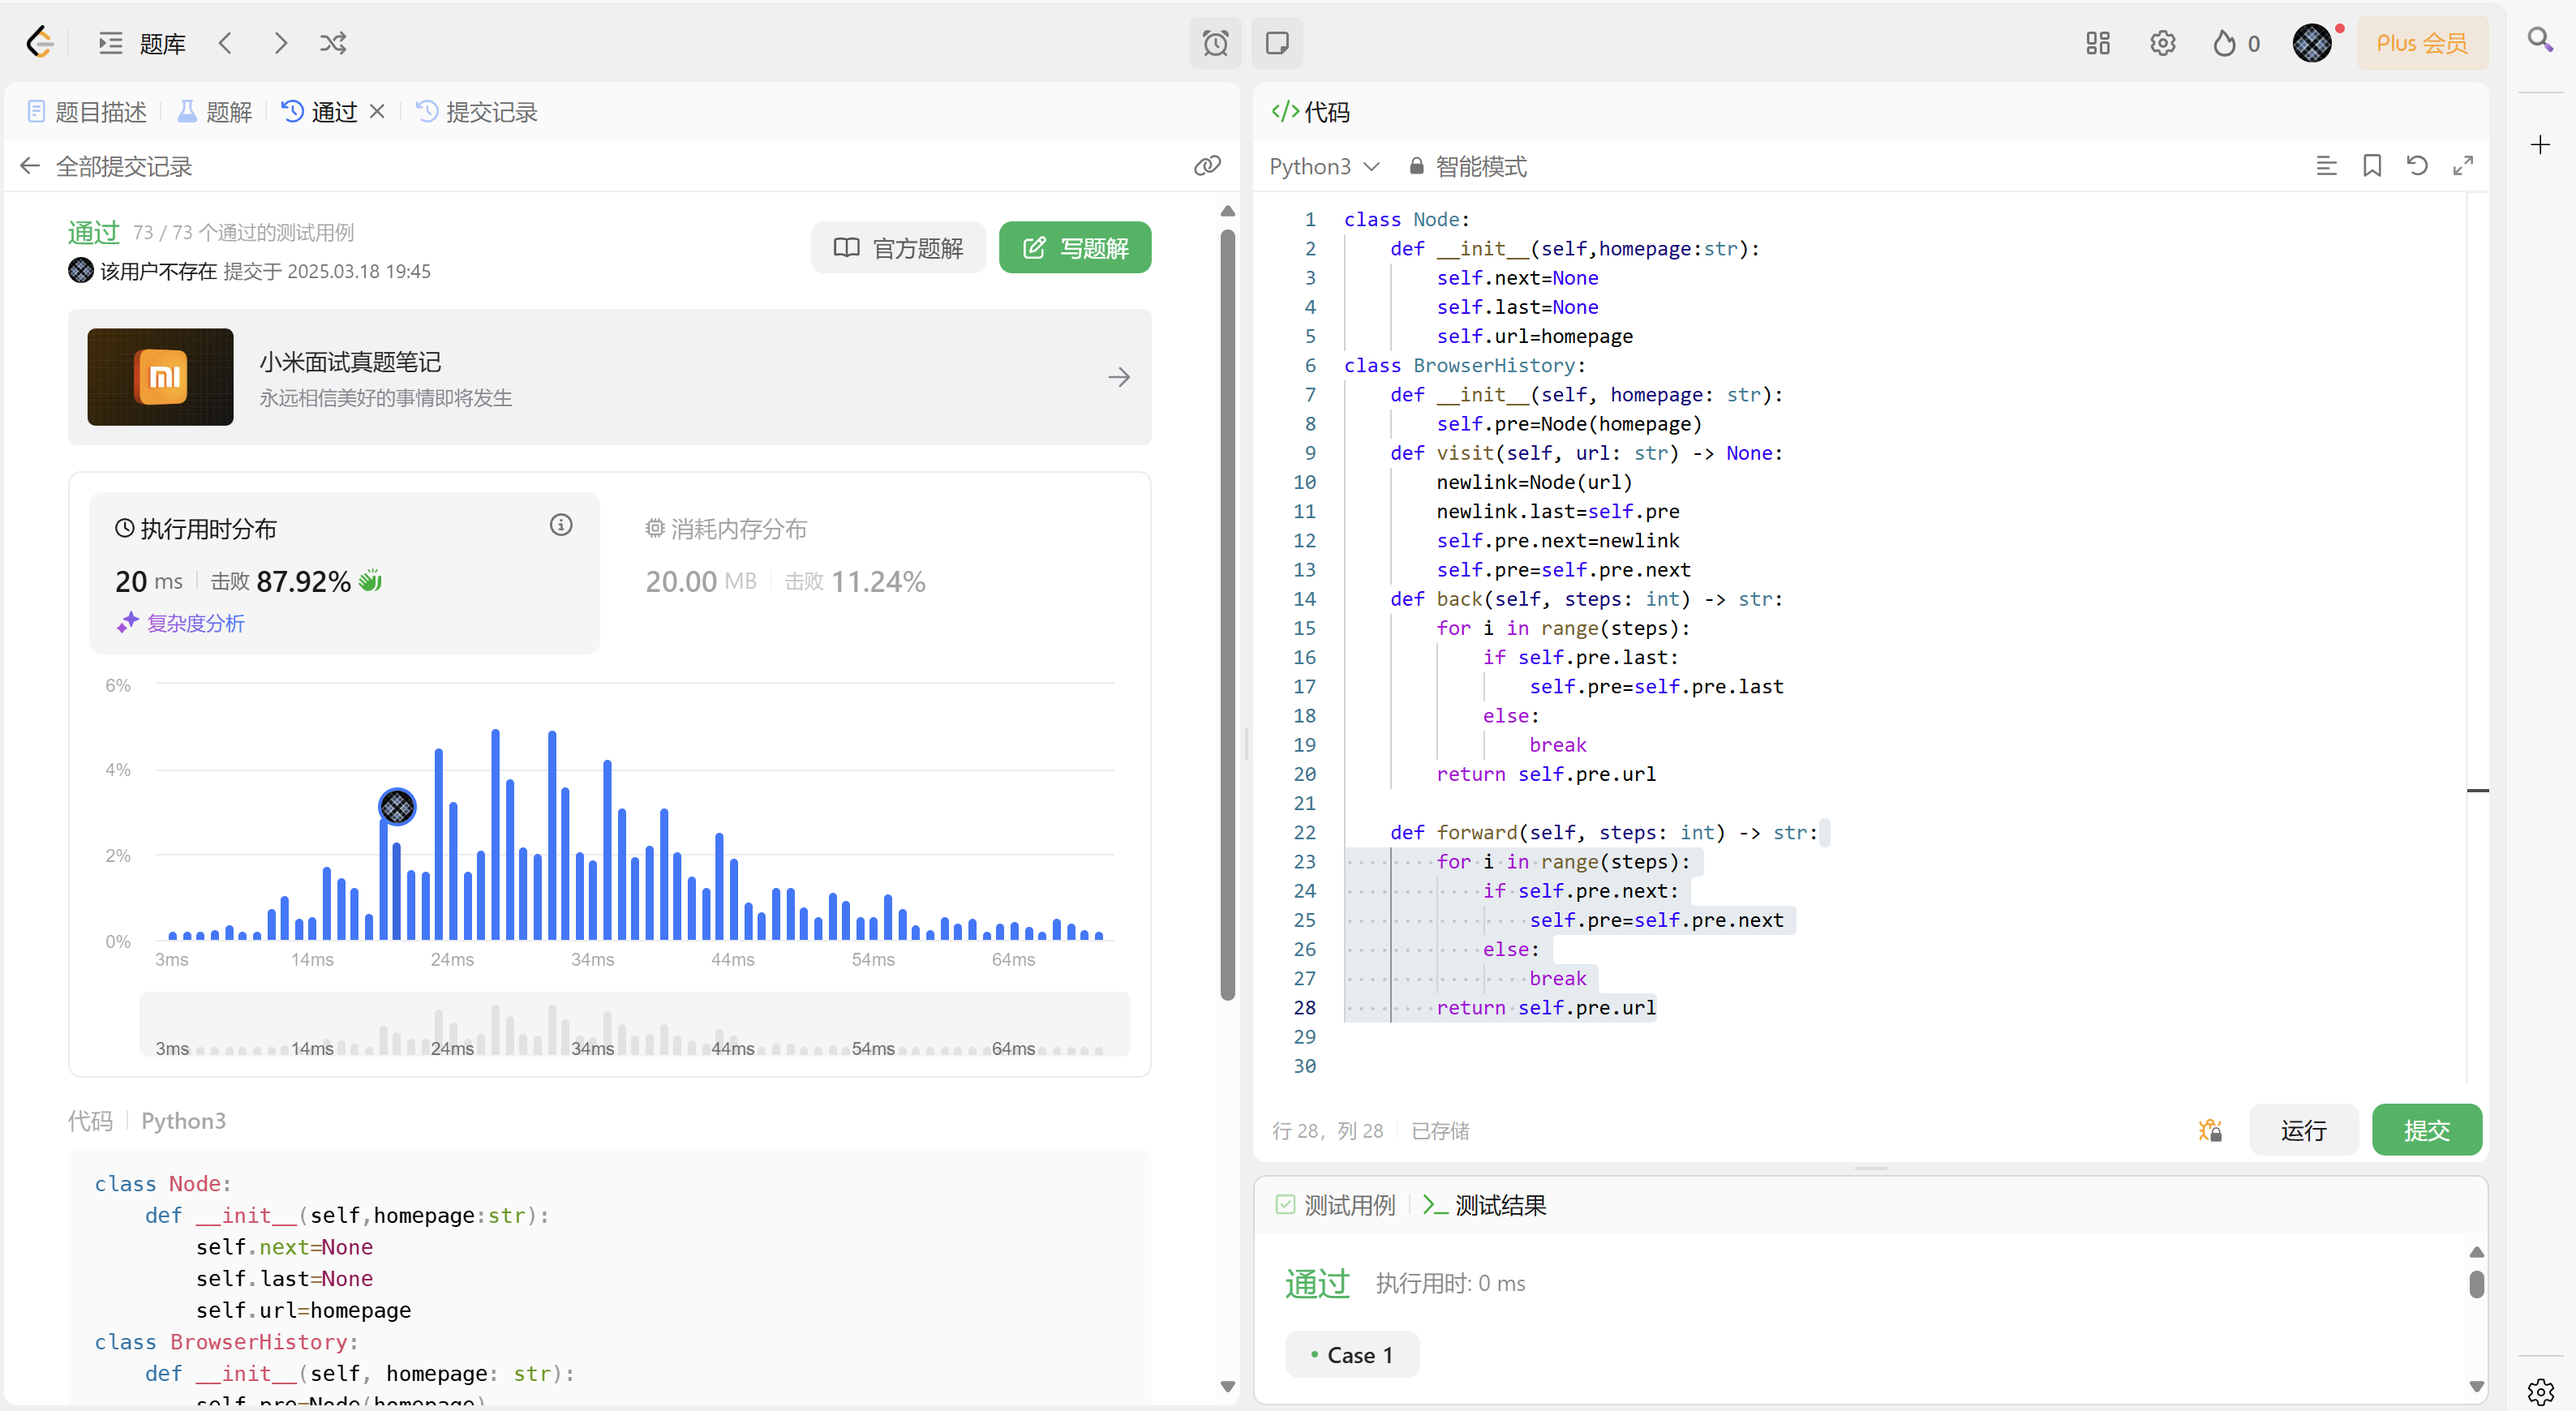 题库
0
Plus 会员
题目描述
题解
通过
提交记录
全部提交记录
通过 73 / 73 个通过的测试用例
该用户不存在 提交于 2025.03.18 19:45
官方题解
写题解
mi
小米面试真题笔记
永远相信美好的事情即将发生
执行用时分布
20 ms 击败 87.92%
复杂度分析
消耗内存分布
20.00 MB 击败 11.24%
6%
4%
2%
0%
3ms 14ms 24ms 34ms 44ms 54ms 64ms
3ms 14ms 24ms 34ms 44ms 54ms 64ms
代码 Python3
class Node:
    def __init__(self,homepage:str):
        self.next=None
        self.last=None
        self.url=homepage
class BrowserHistory:
    def __init__(self, homepage: str):
        self.pre=Node(homepage)
</> 代码
Python3 智能模式
1 class Node:
2     def __init__(self,homepage:str):
3         self.next=None
4         self.last=None
5         self.url=homepage
6 class BrowserHistory:
7     def __init__(self, homepage: str):
8         self.pre=Node(homepage)
9     def visit(self, url: str) -> None:
10         newlink=Node(url)
11         newlink.last=self.pre
12         self.pre.next=newlink
13         self.pre=self.pre.next
14     def back(self, steps: int) -> str:
15         for i in range(steps):
16             if self.pre.last:
17                 self.pre=self.pre.last
18             else:
19                 break
20         return self.pre.url
21
22     def forward(self, steps: int) -> str:
23         for i in range(steps):
24             if self.pre.next:
25                 self.pre=self.pre.next
26             else:
27                 break
28         return self.pre.url
29
30
行 28, 列 28 已存储
运行
提交
测试用例
测试结果
通过 执行用时: 0 ms
Case 1